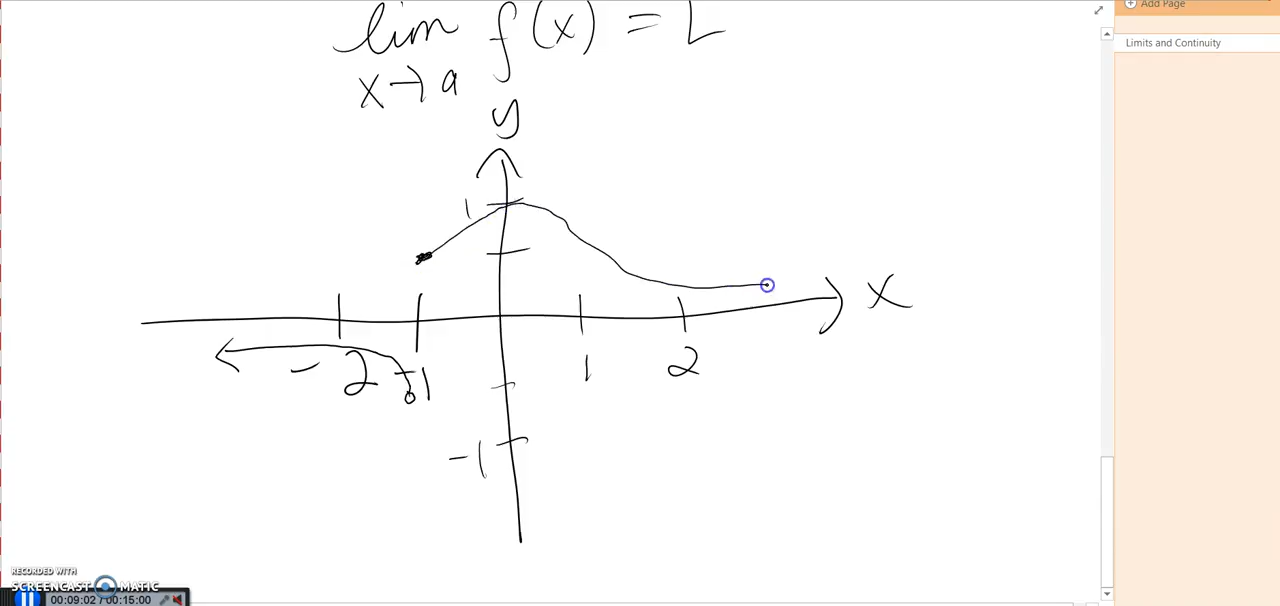 Add Page
Limits and Continuity
lim f(x) = L
x→a
y
1
x
-2 -1 1 2
-1
RECORDED WITH
SCREENCAST MATIC
00:09:02 / 00:15:00